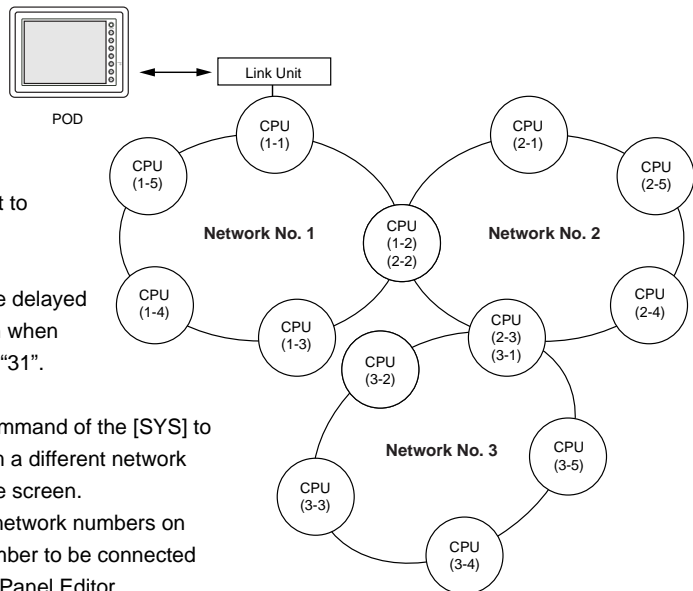 Link Unit
POD
CPU
(1-1)
CPU
(2-1)
CPU
(1-5)
CPU
(2-5)
t to
Network No. 1
CPU
(1-2)
(2-2)
Network No. 2
e delayed
when
"31".
CPU
(1-4)
CPU
(1-3)
CPU
(2-3)
(3-1)
CPU
(2-4)
CPU
(3-2)
mmand of the [SYS] to
n a different network
e screen.
network numbers on
mber to be connected
Panel Editor.
Network No. 3
CPU
(3-5)
CPU
(3-3)
CPU
(3-4)